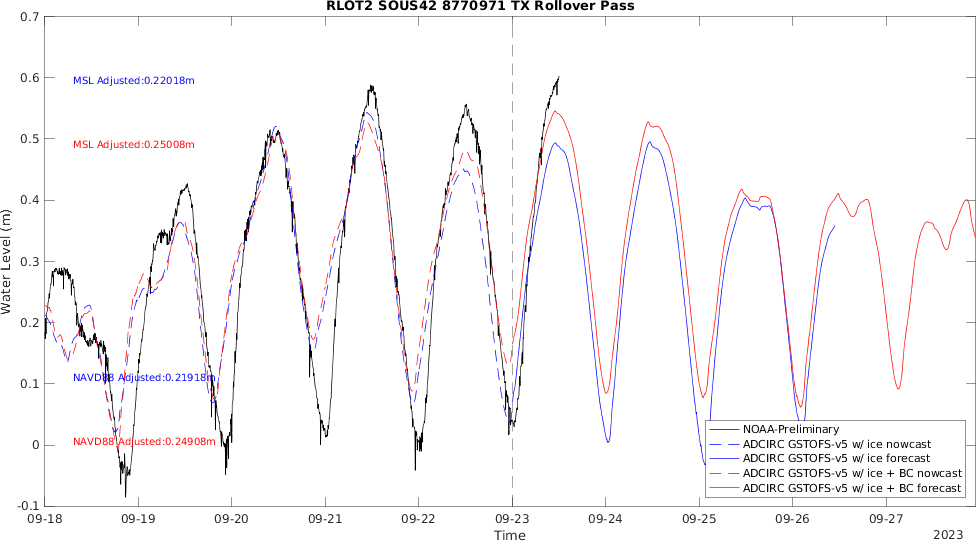 RLOT2 SOUS42 8770971 TX Rollover Pass
0.7
0.6
0.5
0.4
0.3
0.2
0.1
0
-0.1
Water Level (m)
MSL Adjusted:0.22018m
MSL Adjusted:0.25008m
NAVD88 Adjusted:0.21918m
NAVD88 Adjusted:0.24908m
NOAA-Preliminary
ADCIRC GSTOFS-v5 w/ ice nowcast
ADCIRC GSTOFS-v5 w/ ice forecast
ADCIRC GSTOFS-v5 w/ ice + BC nowcast
ADCIRC GSTOFS-v5 w/ ice + BC forecast
09-18 09-19 09-20 09-21 09-22 09-23 09-24 09-25 09-26 09-27
Time
2023